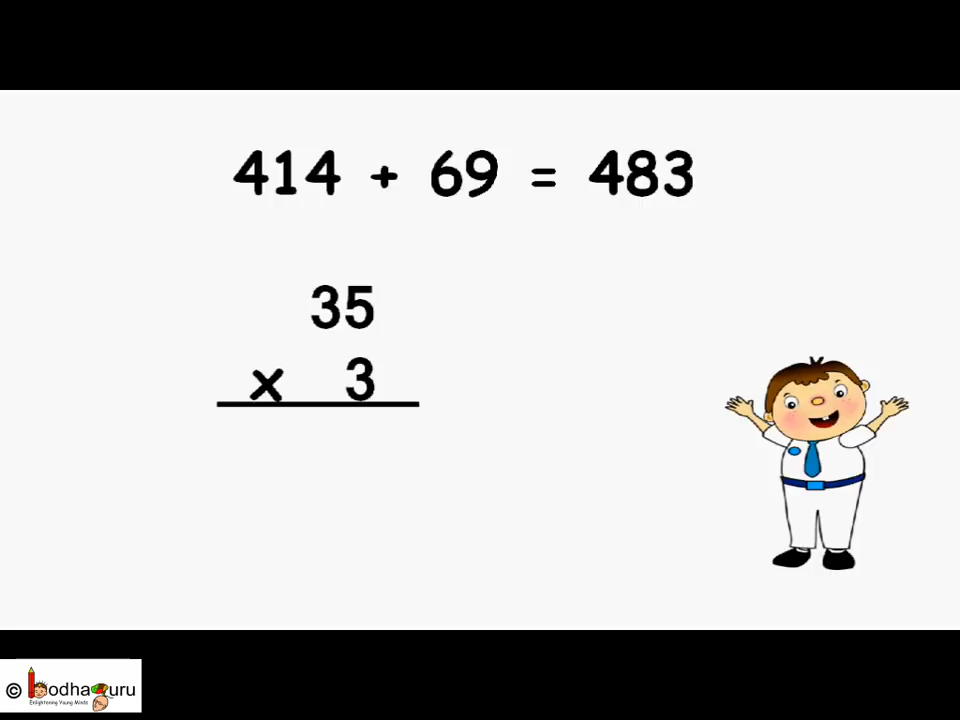 414 + 69 = 483
35
x 3
© bodhaGuru
Enlightening Young Minds